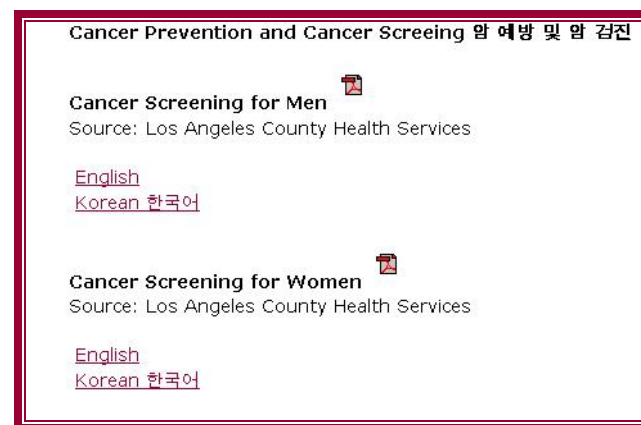 Cancer Prevention and Cancer Screeing 암 예방 및 암 검진
Cancer Screening for Men
Source: Los Angeles County Health Services
English
Korean 한국어
Cancer Screening for Women
Source: Los Angeles County Health Services
English
Korean 한국어